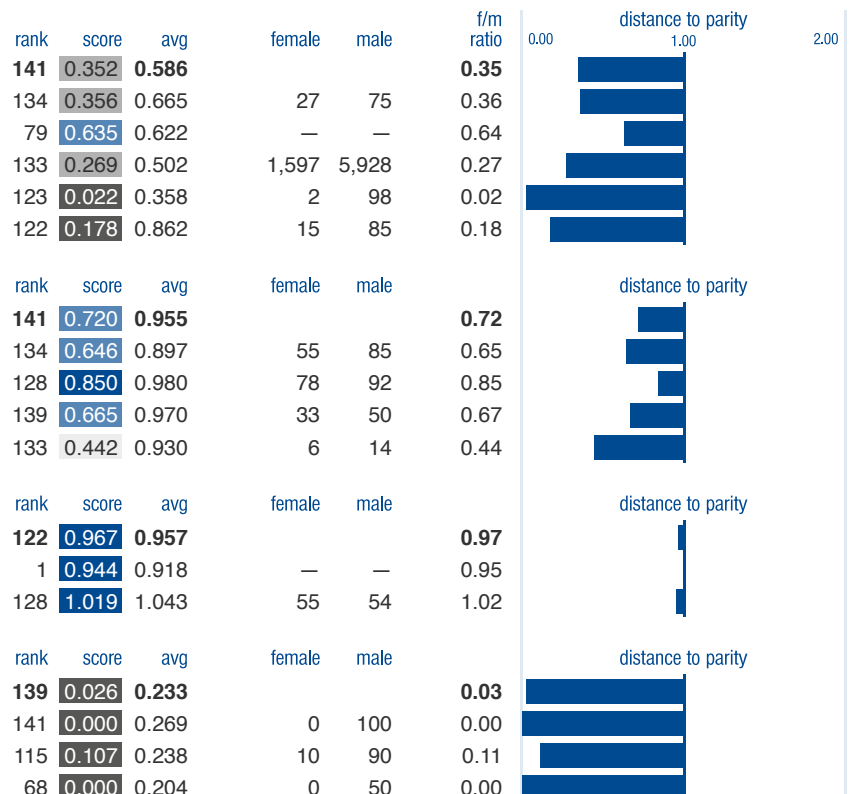 f/m distance to parity
rank score avg female male ratio 0.00 1.00 2.00
141 0.352 0.586 0.35
134 0.356 0.665 27 75 0.36
79 0.635 0.622 — — 0.64
133 0.269 0.502 1,597 5,928 0.27
123 0.022 0.358 2 98 0.02
122 0.178 0.862 15 85 0.18
rank score avg female male distance to parity
141 0.720 0.955 0.72
134 0.646 0.897 55 85 0.65
128 0.850 0.980 78 92 0.85
139 0.665 0.970 33 50 0.67
133 0.442 0.930 6 14 0.44
rank score avg female male distance to parity
122 0.967 0.957 0.97
1 0.944 0.918 — — 0.95
128 1.019 1.043 55 54 1.02
rank score avg female male distance to parity
139 0.026 0.233 0.03
141 0.000 0.269 0 100 0.00
115 0.107 0.238 10 90 0.11
68 0.000 0.204 0 50 0.00